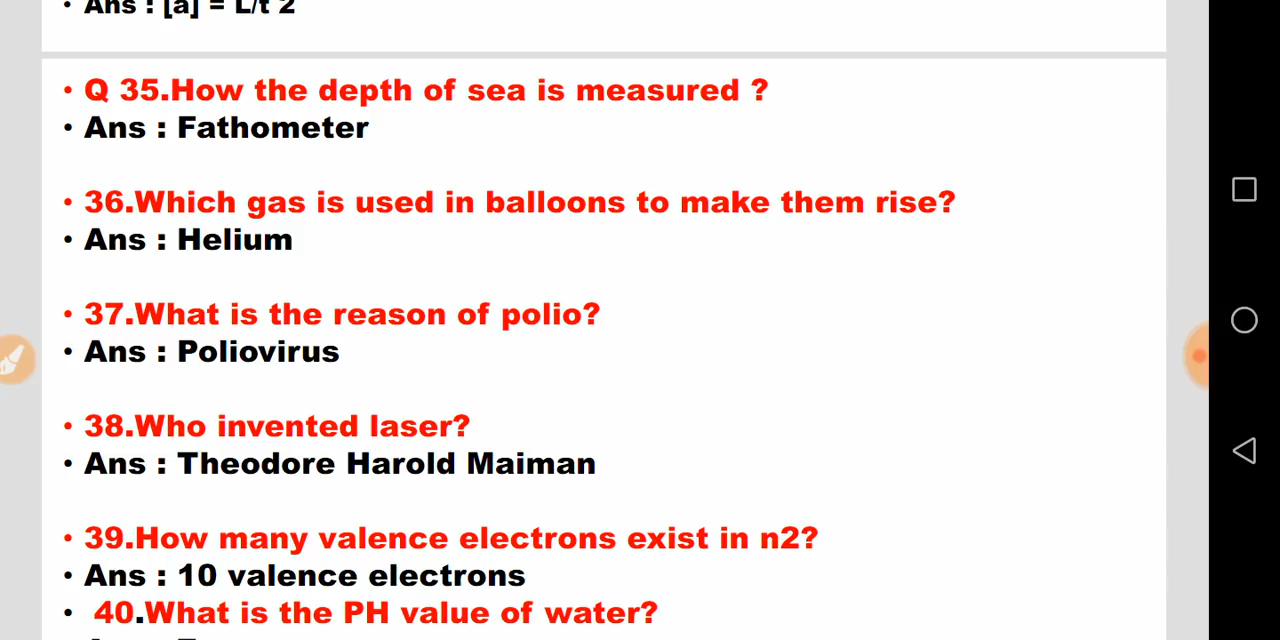 • Ans : [a] = L/t 2
• Q 35.How the depth of sea is measured ?
• Ans : Fathometer
• 36.Which gas is used in balloons to make them rise?
• Ans : Helium
• 37.What is the reason of polio?
• Ans : Poliovirus
• 38.Who invented laser?
• Ans : Theodore Harold Maiman
• 39.How many valence electrons exist in n2?
• Ans : 10 valence electrons
• 40.What is the PH value of water?